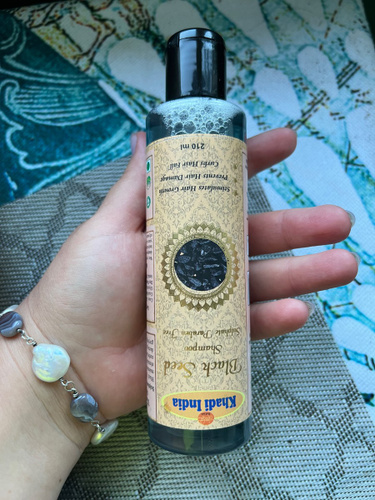 Khadi India
Black Seed
Shampoo
Sulphate Paraben Free
Stimulates Hair Growth
Prevents Hair Damage
Curbs Hair Fall
210 ml